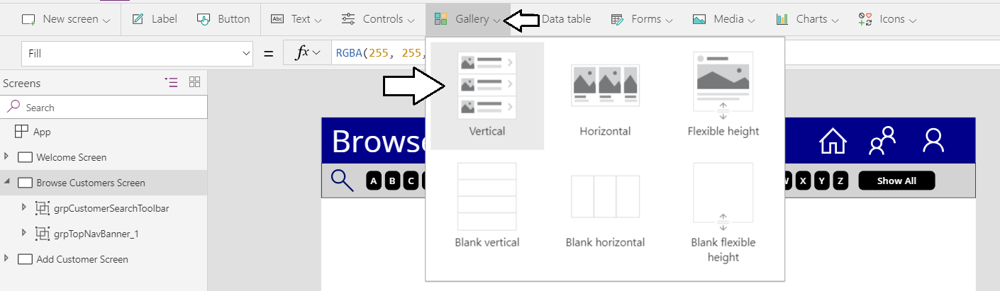 New screen
Label
Button
Abc Text
Controls
Gallery
Data table
Forms
Media
Charts
Icons
Fill
=
fx
RGBA(255, 255,
Screens
Search
App
Welcome Screen
Browse Customers Screen
grpCustomerSearchToolbar
grpTopNavBanner_1
Add Customer Screen
Vertical
Horizontal
Flexible height
Blank vertical
Blank horizontal
Blank flexible
height
Brows
A B C
X Y Z
Show All